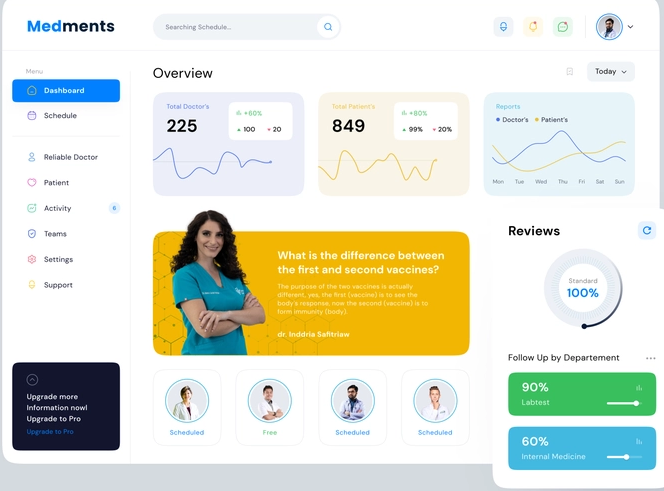 Medments
Searching Schedule...
Menu
Dashboard
Schedule
Reliable Doctor
Patient
Activity
6
Teams
Settings
Support
Upgrade more
Information now!
Upgrade to Pro
Upgrade to Pro
Overview
Today
Total Doctor's
225
+60%
100
20
Total Patient's
849
+80%
99%
20%
Reports
Doctor's
Patient's
Mon Tue Wed Thu Fri Sat Sun
What is the difference between
the first and second vaccines?
The purpose of the two vaccines is actually
different, yes, the first (vaccine) is to see the
body's response, now the second (vaccine) is to
form immunity (body).
dr. Inddria Safitriaw
Scheduled
Free
Scheduled
Scheduled
Reviews
Standard
100%
Follow Up by Departement
90%
Labtest
60%
Internal Medicine